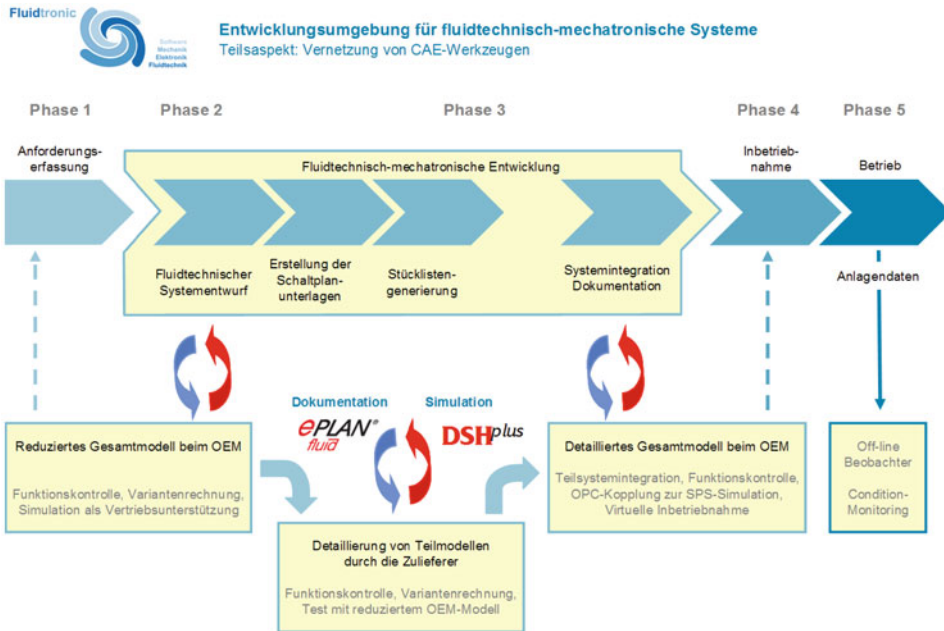 Fluidtronic
Software
Mechanik
Elektronik
Fluidtechnik
Entwicklungsumgebung für fluidtechnisch-mechatronische Systeme
Teilsaspekt: Vernetzung von CAE-Werkzeugen
Phase 1
Phase 2
Phase 3
Phase 4
Phase 5
Anforderungs-
erfassung
Fluidtechnisch-mechatronische Entwicklung
Inbetrieb-
nahme
Betrieb
Fluidtechnischer
Systementwurf
Erstellung der
Schaltplan-
unterlagen
Stücklisten-
generierung
Systemintegration
Dokumentation
Anlagendaten
Dokumentation
ePLAN®
fluid
Simulation
DSHplus
Reduziertes Gesamtmodell beim OEM
Funktionskontrolle, Variantenrechnung,
Simulation als Vertriebsunterstützung
Detaillierung von Teilmodellen
durch die Zulieferer
Funktionskontrolle, Variantenrechnung,
Test mit reduziertem OEM-Modell
Detailliertes Gesamtmodell beim OEM
Teilsystemintegration, Funktionskontrolle,
OPC-Kopplung zur SPS-Simulation,
Virtuelle Inbetriebnahme
Off-line
Beobachter
Condition-
Monitoring